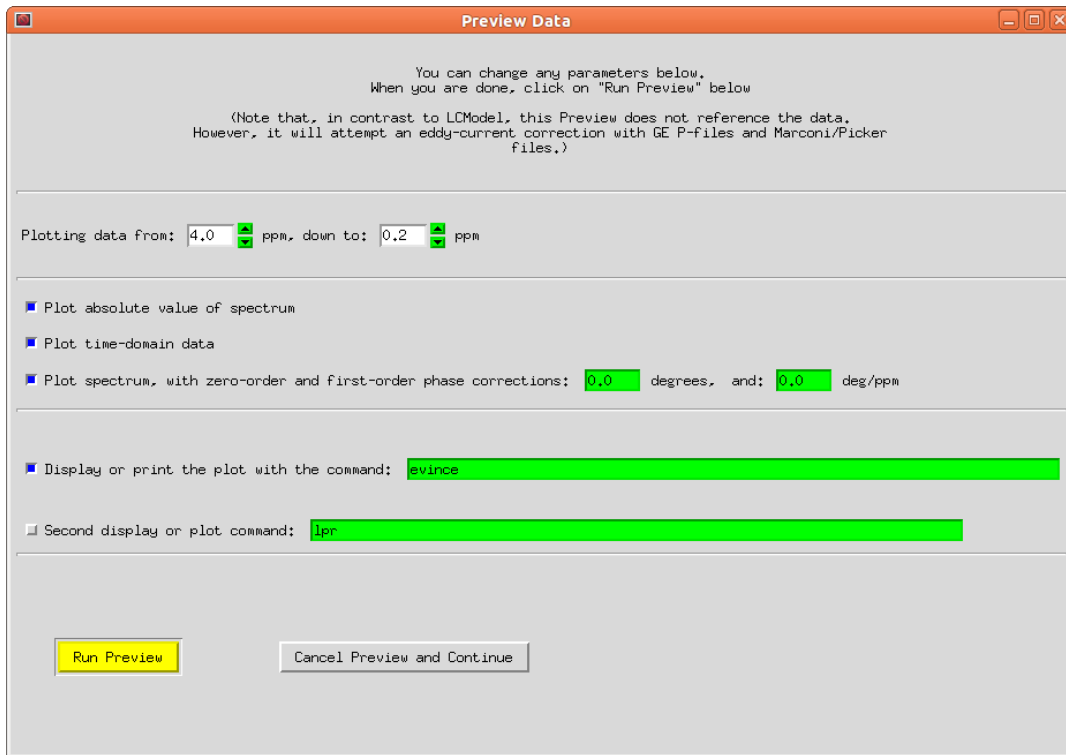 Preview Data
You can change any parameters below.
When you are done, click on "Run Preview" below
(Note that, in contrast to LCModel, this Preview does not reference the data.
However, it will attempt an eddy-current correction with GE P-files and Marconi/Picker
files.)
Plotting data from: 4.0 ppm, down to: 0.2 ppm
Plot absolute value of spectrum
Plot time-domain data
Plot spectrum, with zero-order and first-order phase corrections: 0.0 degrees, and: 0.0 deg/ppm
Display or print the plot with the command: evince
Second display or plot command: lpr
Run Preview Cancel Preview and Continue